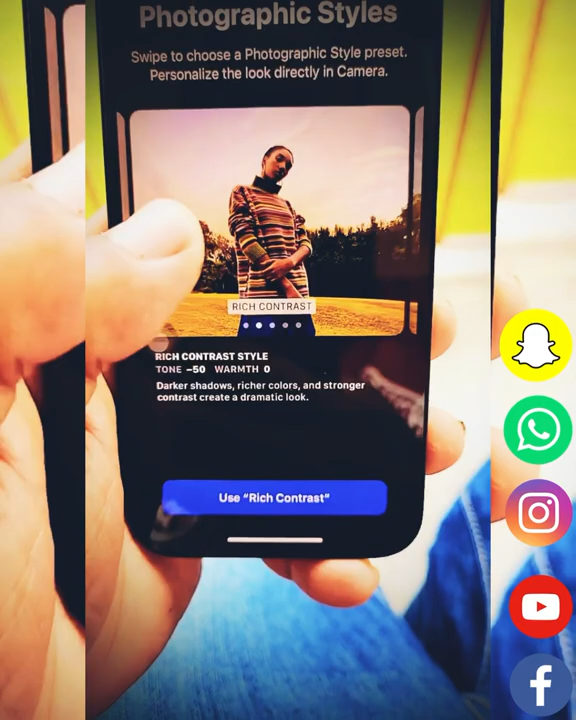 Photographic Styles
Swipe to choose a Photographic Style preset.
Personalize the look directly in Camera.
RICH CONTRAST
RICH CONTRAST STYLE
TONE −50 WARMTH 0
Darker shadows, richer colors, and stronger
contrast create a dramatic look.
Use “Rich Contrast”